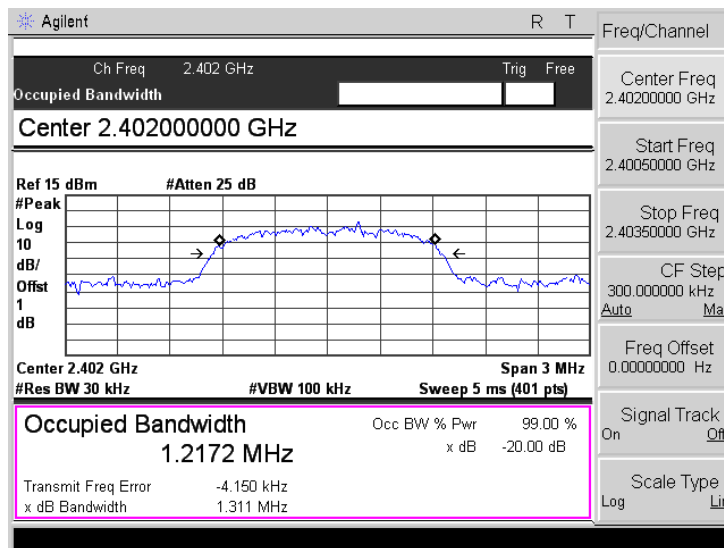 Agilent R T
Ch Freq 2.402 GHz Trig Free
Occupied Bandwidth
Center 2.402000000 GHz
Ref 15 dBm #Atten 25 dB
#Peak
Log
10
dB/
Offst
1
dB
Center 2.402 GHz Span 3 MHz
#Res BW 30 kHz #VBW 100 kHz Sweep 5 ms (401 pts)
Occupied Bandwidth Occ BW % Pwr 99.00 %
1.2172 MHz x dB -20.00 dB
Transmit Freq Error -4.150 kHz
x dB Bandwidth 1.311 MHz
Freq/Channel
Center Freq
2.40200000 GHz
Start Freq
2.40050000 GHz
Stop Freq
2.40350000 GHz
CF Step
300.000000 kHz
Auto Ma
Freq Offset
0.00000000 Hz
Signal Track
On Off
Scale Type
Log Li